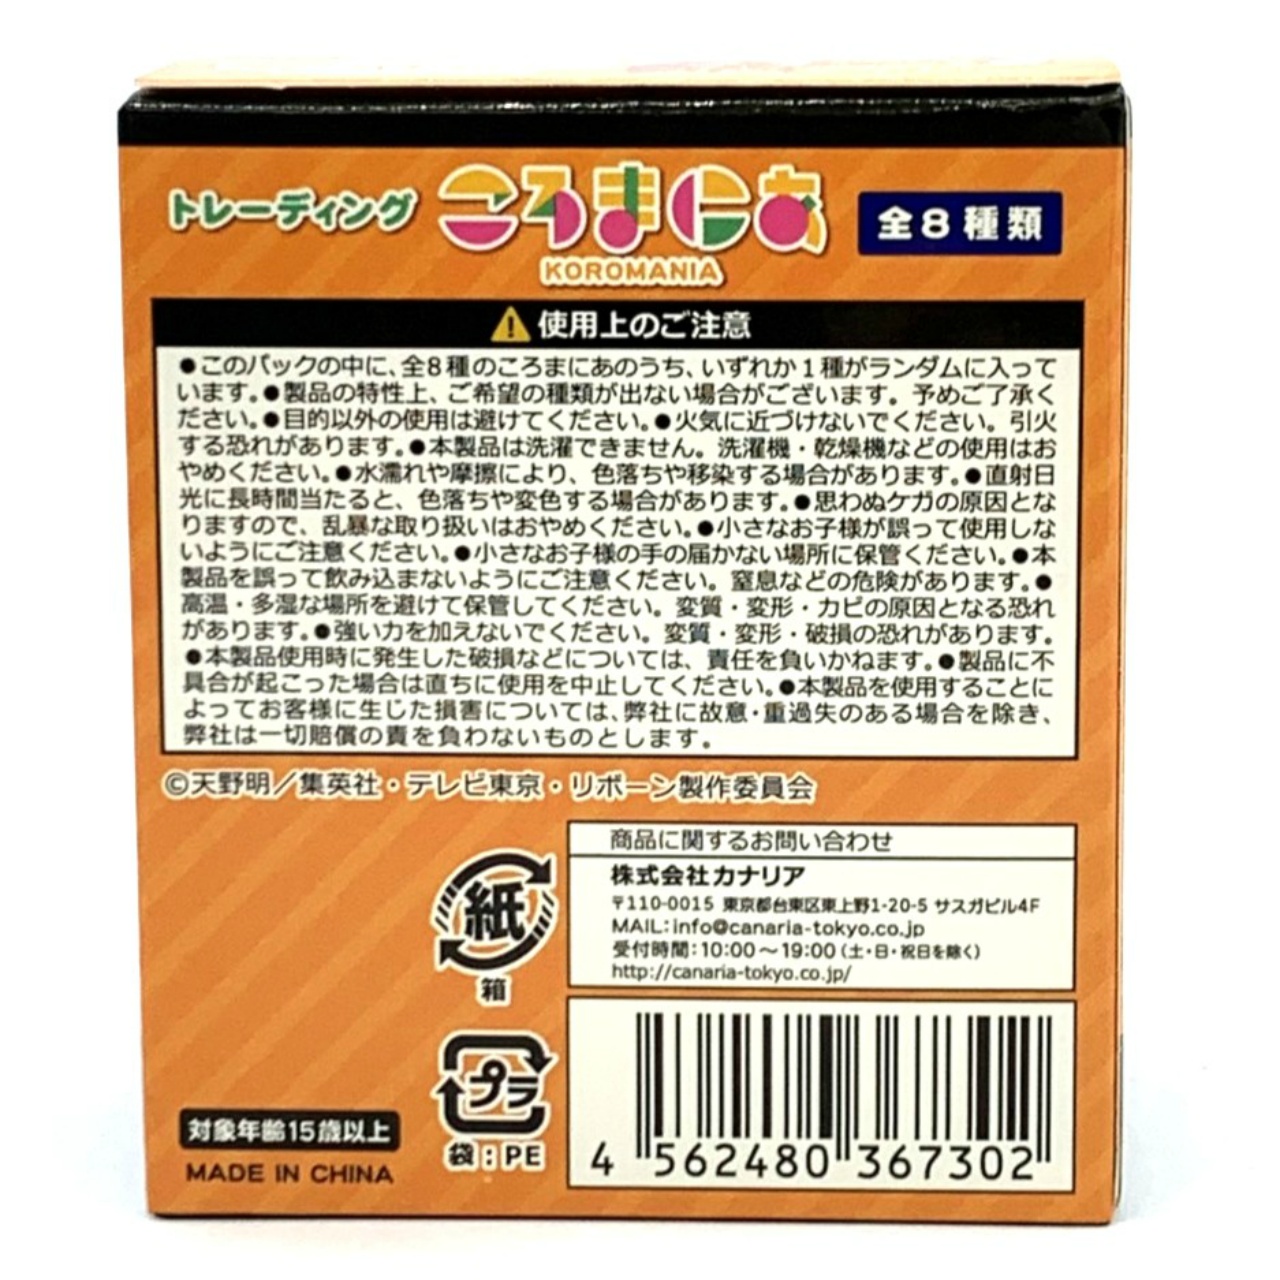 トレーディング ころまにあ 全8種類
KOROMANIA
使用上のご注意
●このパックの中に、全8種のころまにあのうち、いずれか1種がランダムに入って
います。●製品の特性上、ご希望の種類が出ない場合がございます。予めご了承く
ださい。●目的以外の使用は避けてください。●火気に近づけないでください。引火
する恐れがあります。●本製品は洗濯できません。洗濯機・乾燥機などの使用はお
やめください。●水濡れや摩擦により、色落ちや移染する場合があります。●直射日
光に長時間当たると、色落ちや変色する場合があります。●思わぬケガの原因とな
りますので、乱暴な取り扱いはおやめください。●小さなお子様が誤って使用しな
いようにご注意ください。●小さなお子様の手の届かない場所に保管ください。●本
製品を誤って飲み込まないようにご注意ください。窒息などの危険があります。●
高温・多湿な場所を避けて保管してください。変質・変形・カビの原因となる恐れ
があります。●強い力を加えないでください。変質・変形・破損の恐れがあります。
●本製品使用時に発生した破損などについては、責任を負いかねます。●製品に不
具合が起こった場合は直ちに使用を中止してください。●本製品を使用することに
よってお客様に生じた損害については、弊社に故意・重過失のある場合を除き、
弊社は一切賠償の責を負わないものとします。
©天野明／集英社・テレビ東京・リボーン製作委員会
商品に関するお問い合わせ
株式会社カナリア
〒110-0015 東京都台東区東上野1-20-5 サスガビル4F
MAIL:info@canaria-tokyo.co.jp
受付時間:10:00～19:00(土・日・祝日を除く)
http://canaria-tokyo.co.jp/
紙
箱
プラ
袋:PE
対象年齢15歳以上
MADE IN CHINA
4 562480 367302